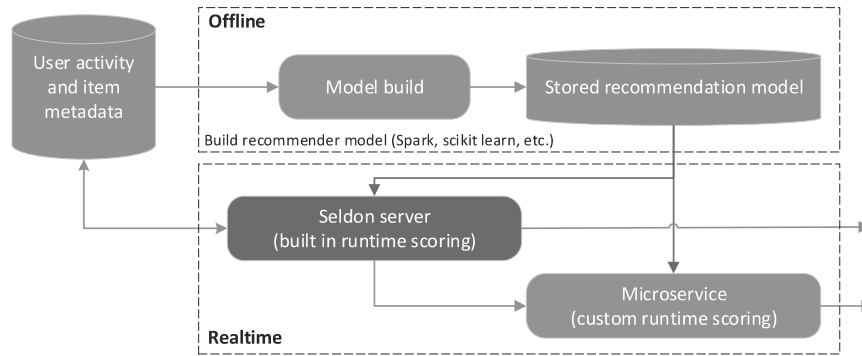 Offline
User activity
and item
metadata
Model build
Stored recommendation model
Build recommender model (Spark, scikit learn, etc.)
Seldon server
(built in runtime scoring)
Microservice
(custom runtime scoring)
Realtime